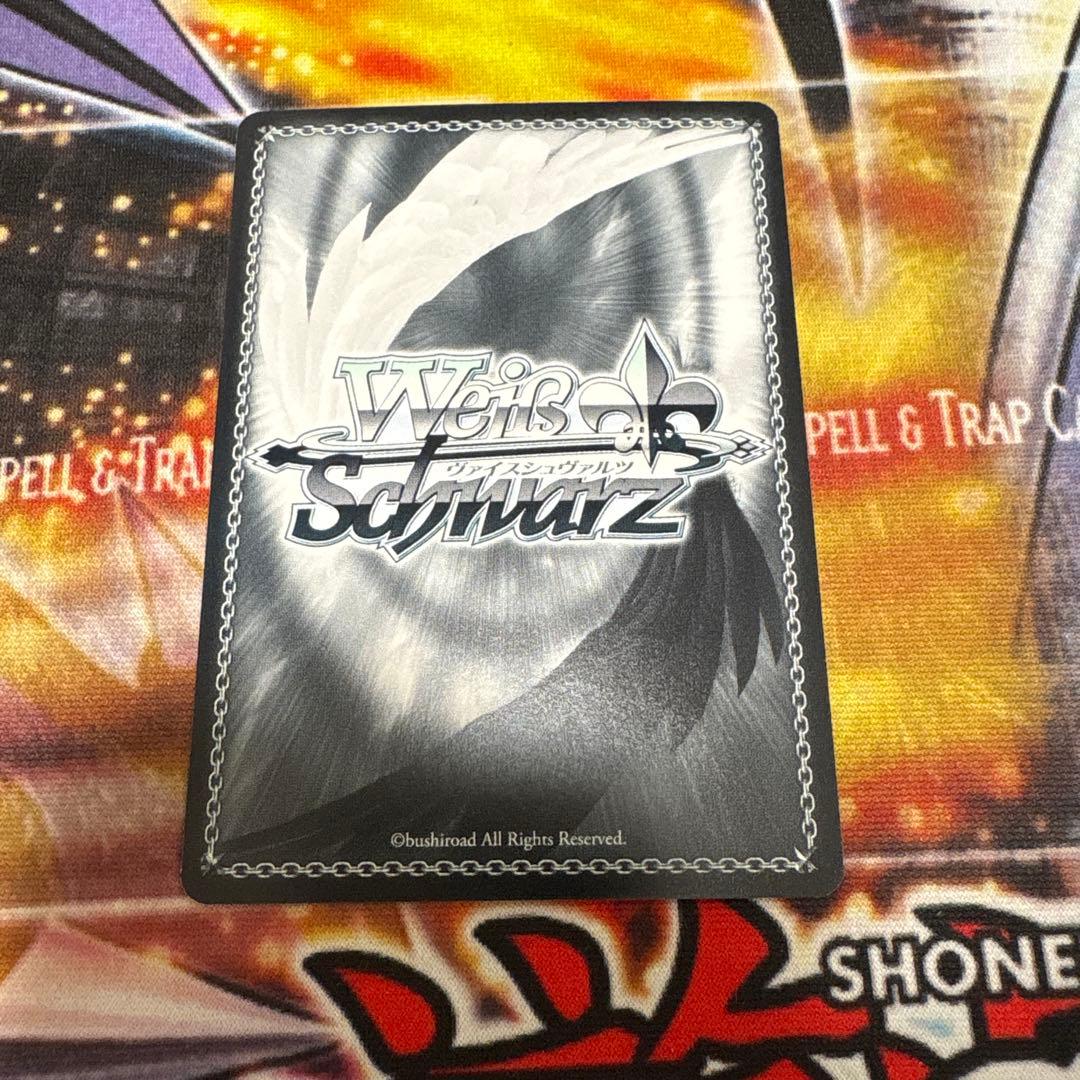 Weiß
ヴァイスシュヴァルツ
Schwarz
©bushiroad All Rights Reserved.
PELL & TRA
PELL & TRAP C
SHONE